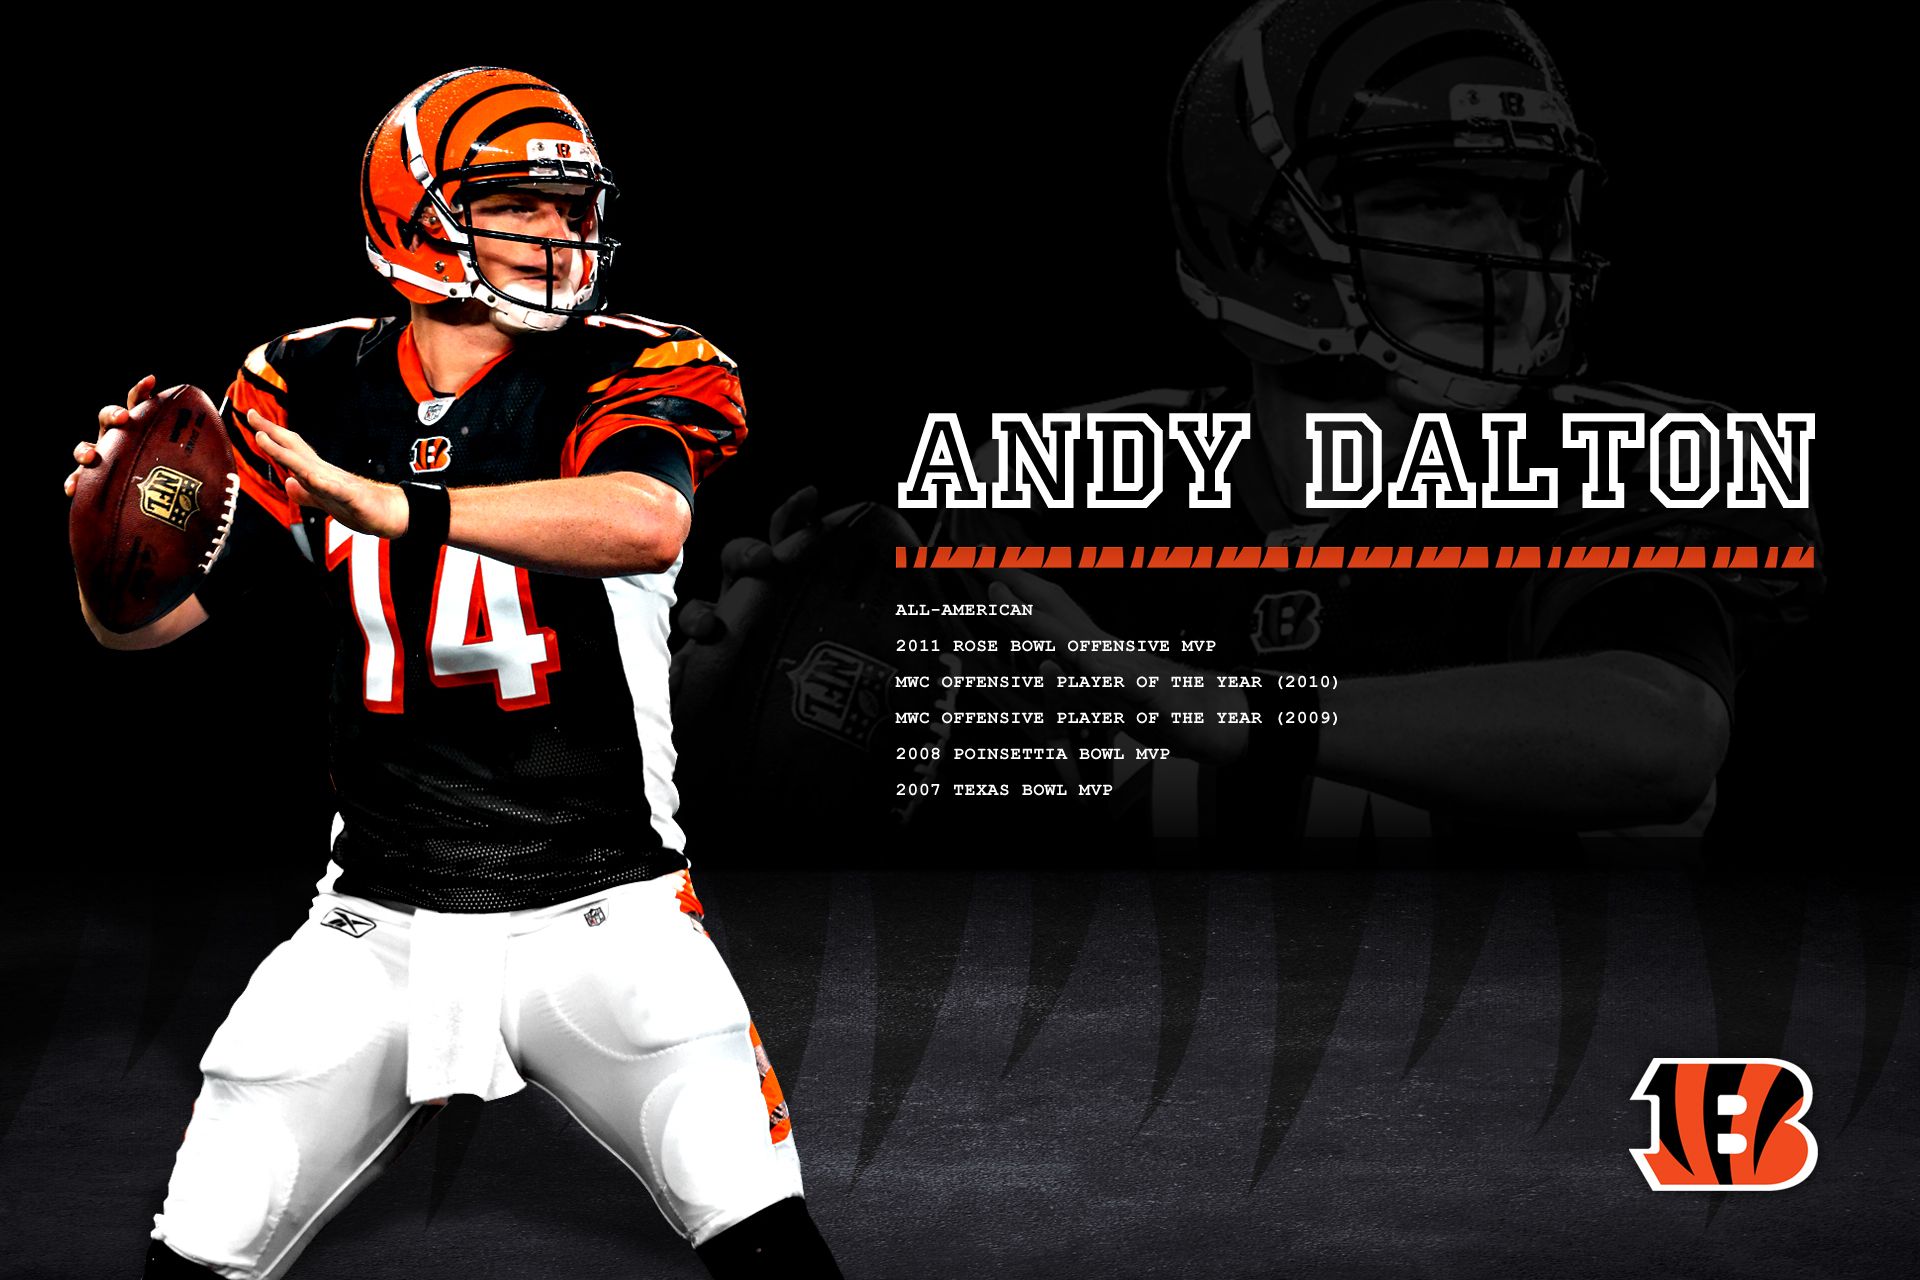 ANDY DALTON
ALL-AMERICAN
2011 ROSE BOWL OFFENSIVE MVP
MWC OFFENSIVE PLAYER OF THE YEAR (2010)
MWC OFFENSIVE PLAYER OF THE YEAR (2009)
2008 POINSETTIA BOWL MVP
2007 TEXAS BOWL MVP
14
NFL
B